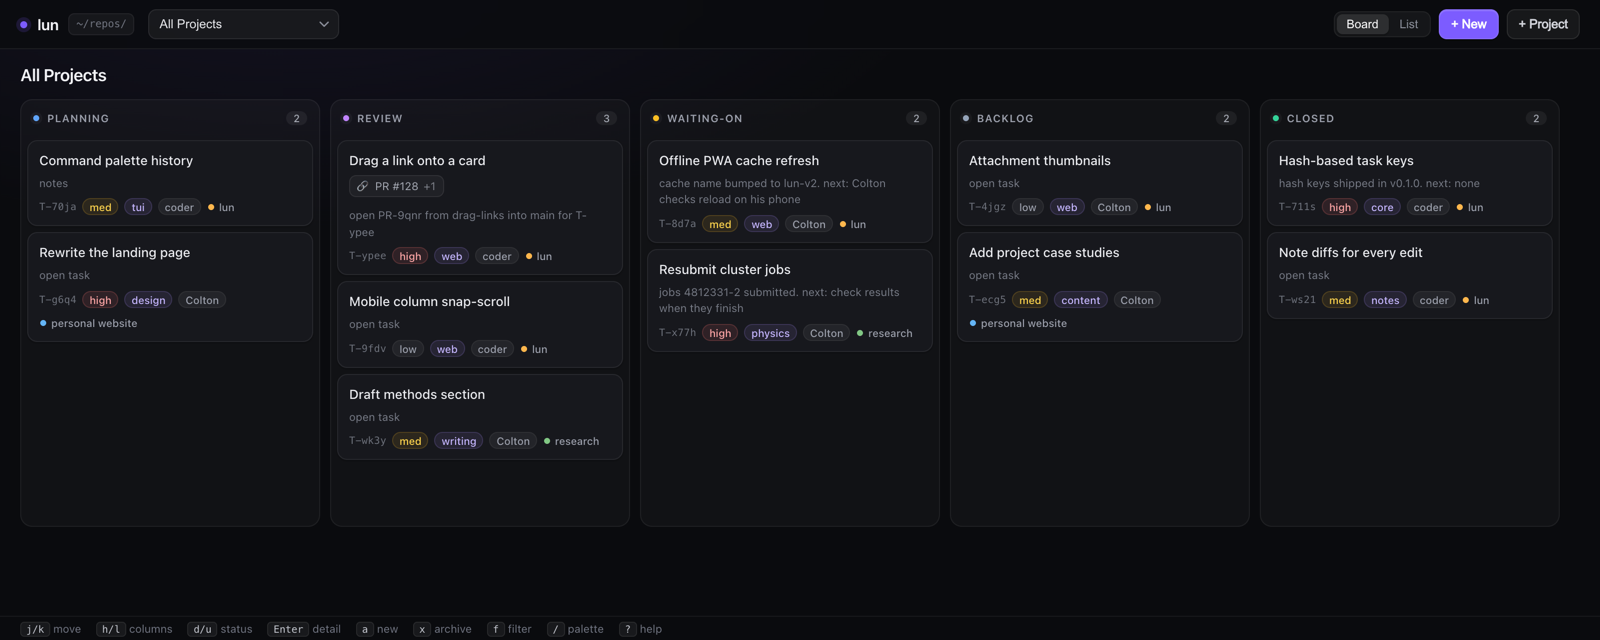 lun ~/repos/ All Projects Board List + New + Project
All Projects
PLANNING 2
Command palette history
notes
T-70ja med tui coder lun
Rewrite the landing page
open task
T-g6q4 high design Colton
personal website
REVIEW 3
Drag a link onto a card
PR #128 +1
open PR-9qnr from drag-links into main for T-
ypee
T-ypee high web coder lun
Mobile column snap-scroll
open task
T-9fdv low web coder lun
Draft methods section
open task
T-wk3y med writing Colton research
WAITING-ON 2
Offline PWA cache refresh
cache name bumped to lun-v2. next: Colton
checks reload on his phone
T-8d7a med web Colton lun
Resubmit cluster jobs
jobs 4812331-2 submitted. next: check results
when they finish
T-x77h high physics Colton research
BACKLOG 2
Attachment thumbnails
open task
T-4jgz low web Colton lun
Add project case studies
open task
T-ecg5 med content Colton
personal website
CLOSED 2
Hash-based task keys
hash keys shipped in v0.1.0. next: none
T-711s high core coder lun
Note diffs for every edit
open task
T-ws21 med notes coder lun
j/k move h/l columns d/u status Enter detail a new x archive f filter / palette ? help